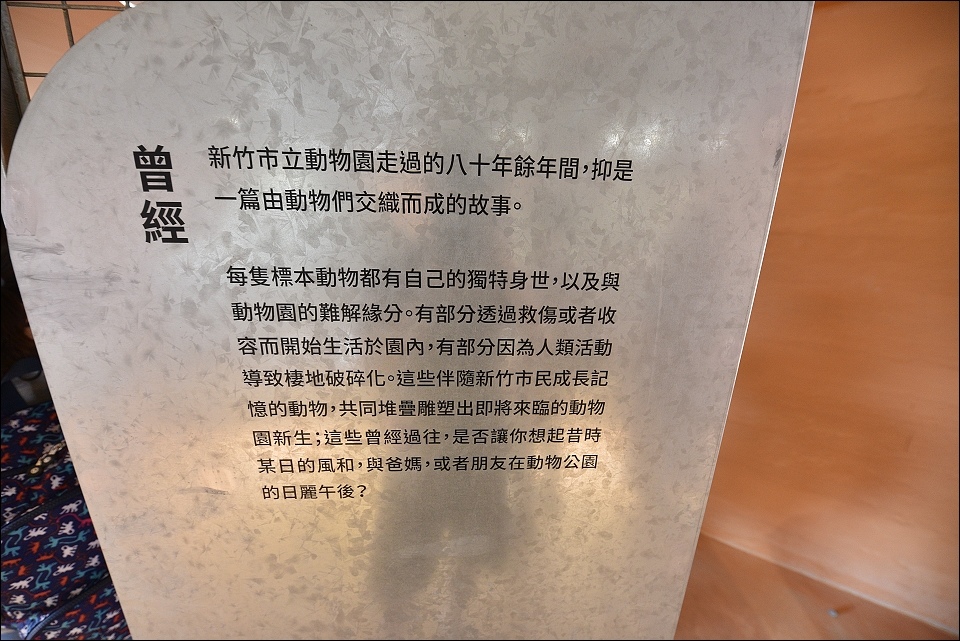 曾經
新竹市立動物園走過的八十年餘年間，抑是
一篇由動物們交織而成的故事。
每隻標本動物都有自己的獨特身世，以及與
動物園的難解緣分。有部分透過救傷或者收
容而開始生活於園內，有部分因為人類活動
導致棲地破碎化。這些伴隨新竹市民成長記
憶的動物，共同堆疊雕塑出即將來臨的動物
園新生；這些曾經過往，是否讓你想起昔時
某日的風和，與爸媽，或者朋友在動物公園
的日麗午後？